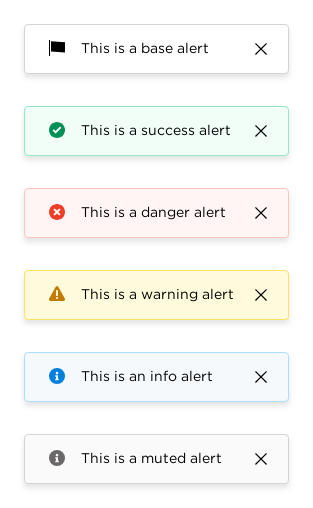 This is a base alert
This is a success alert
This is a danger alert
This is a warning alert
This is an info alert
This is a muted alert